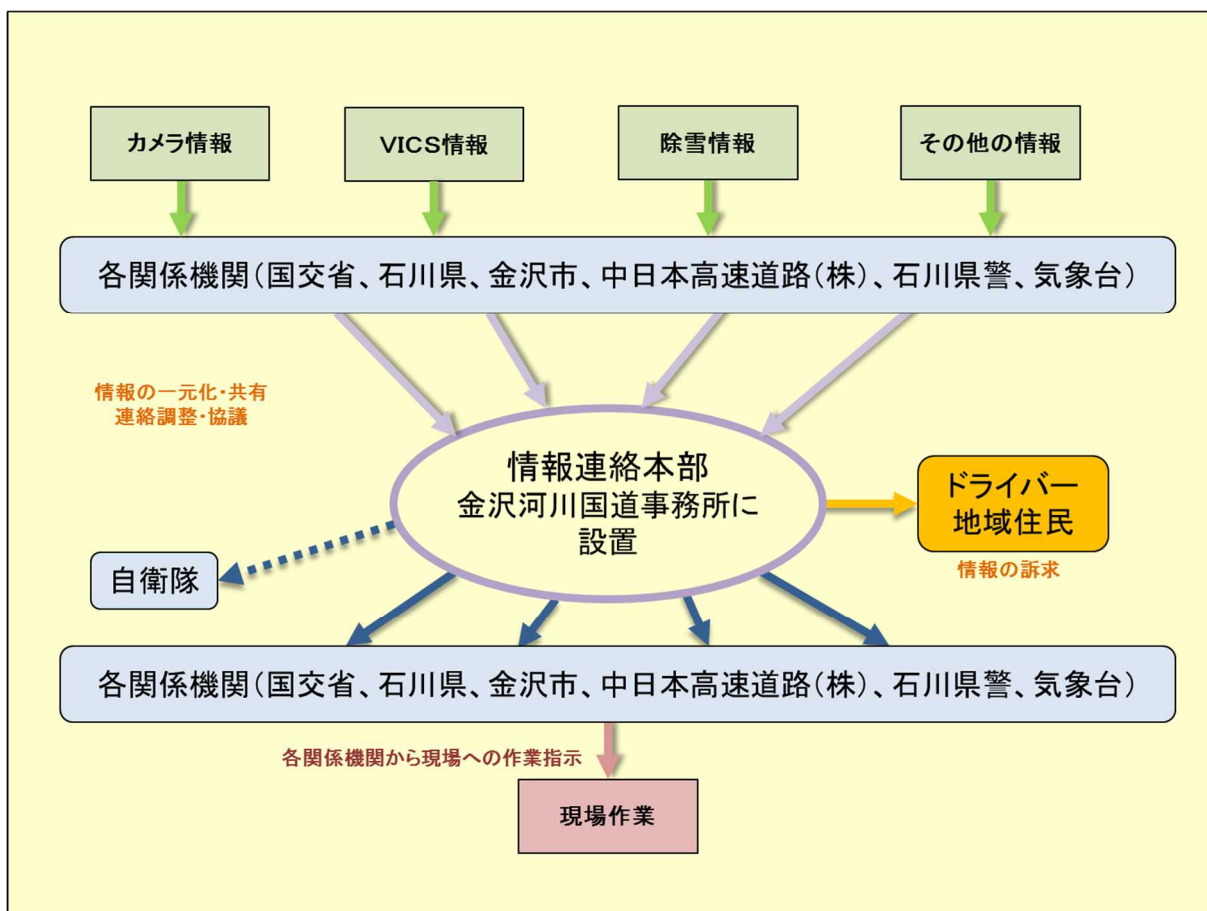 カメラ情報
VICS情報
除雪情報
その他の情報
各関係機関(国交省、石川県、金沢市、中日本高速道路(株)、石川県警、気象台)
情報の一元化・共有
連絡調整・協議
情報連絡本部
金沢河川国道事務所に
設置
ドライバー
地域住民
情報の訴求
自衛隊
各関係機関(国交省、石川県、金沢市、中日本高速道路(株)、石川県警、気象台)
各関係機関から現場への作業指示
現場作業